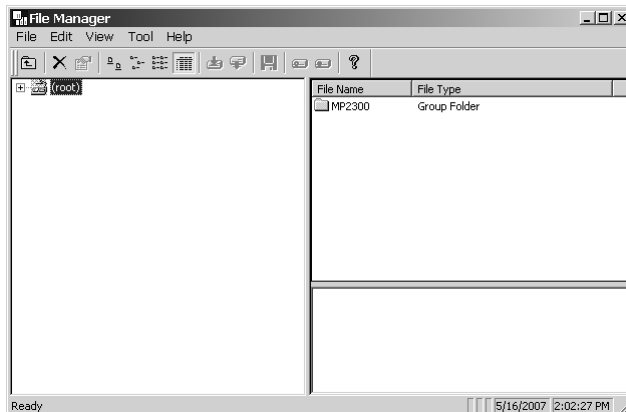 File Manager
File Edit View Tool Help
(root)
File Name File Type
MP2300 Group Folder
Ready 5/16/2007 2:02:27 PM